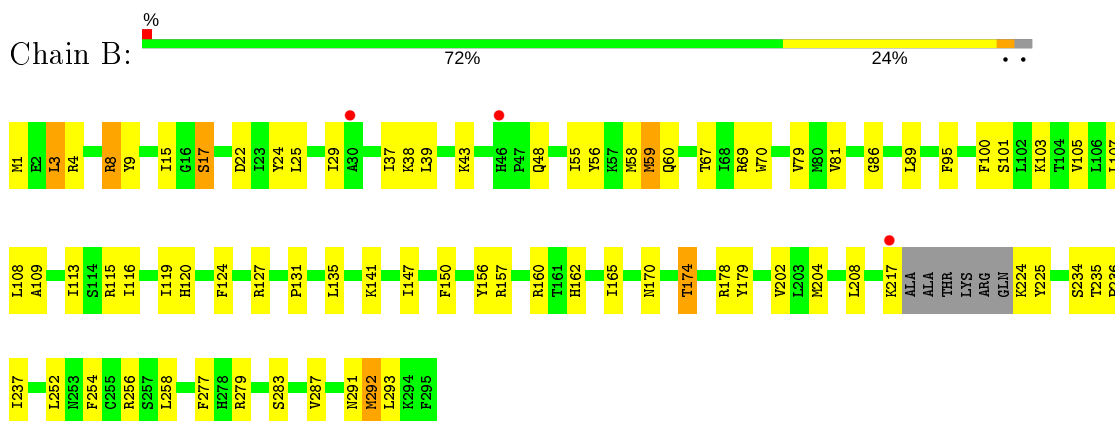 %
Chain B:
72% 24% • •
M1 E2 L3 R4 R8 Y9 I15 G16 S17 D22 I23 Y24 L25 I29 A30 I37 K38 L39 K43 H46 P47 Q48 I55 Y56 K57 M58 M59 Q60 T67 I68 R69 W70 V79 M80 V81 G86 L89 F95 F100 S101 L102 K103 T104 V105 L106 L107
L108 A109 I113 S114 R115 I116 I119 H120 F124 R127 P131 L135 K141 I147 F150 Y156 R157 R160 T161 H162 I165 N170 T174 R178 Y179 V202 L203 M204 L208 K217 ALA ALA THR LYS ARG GLN K224 Y225 S234 T235 P236
I237 L252 N253 F254 C255 R256 S257 L258 F277 H278 R279 S283 V287 N291 M292 L293 K294 F295